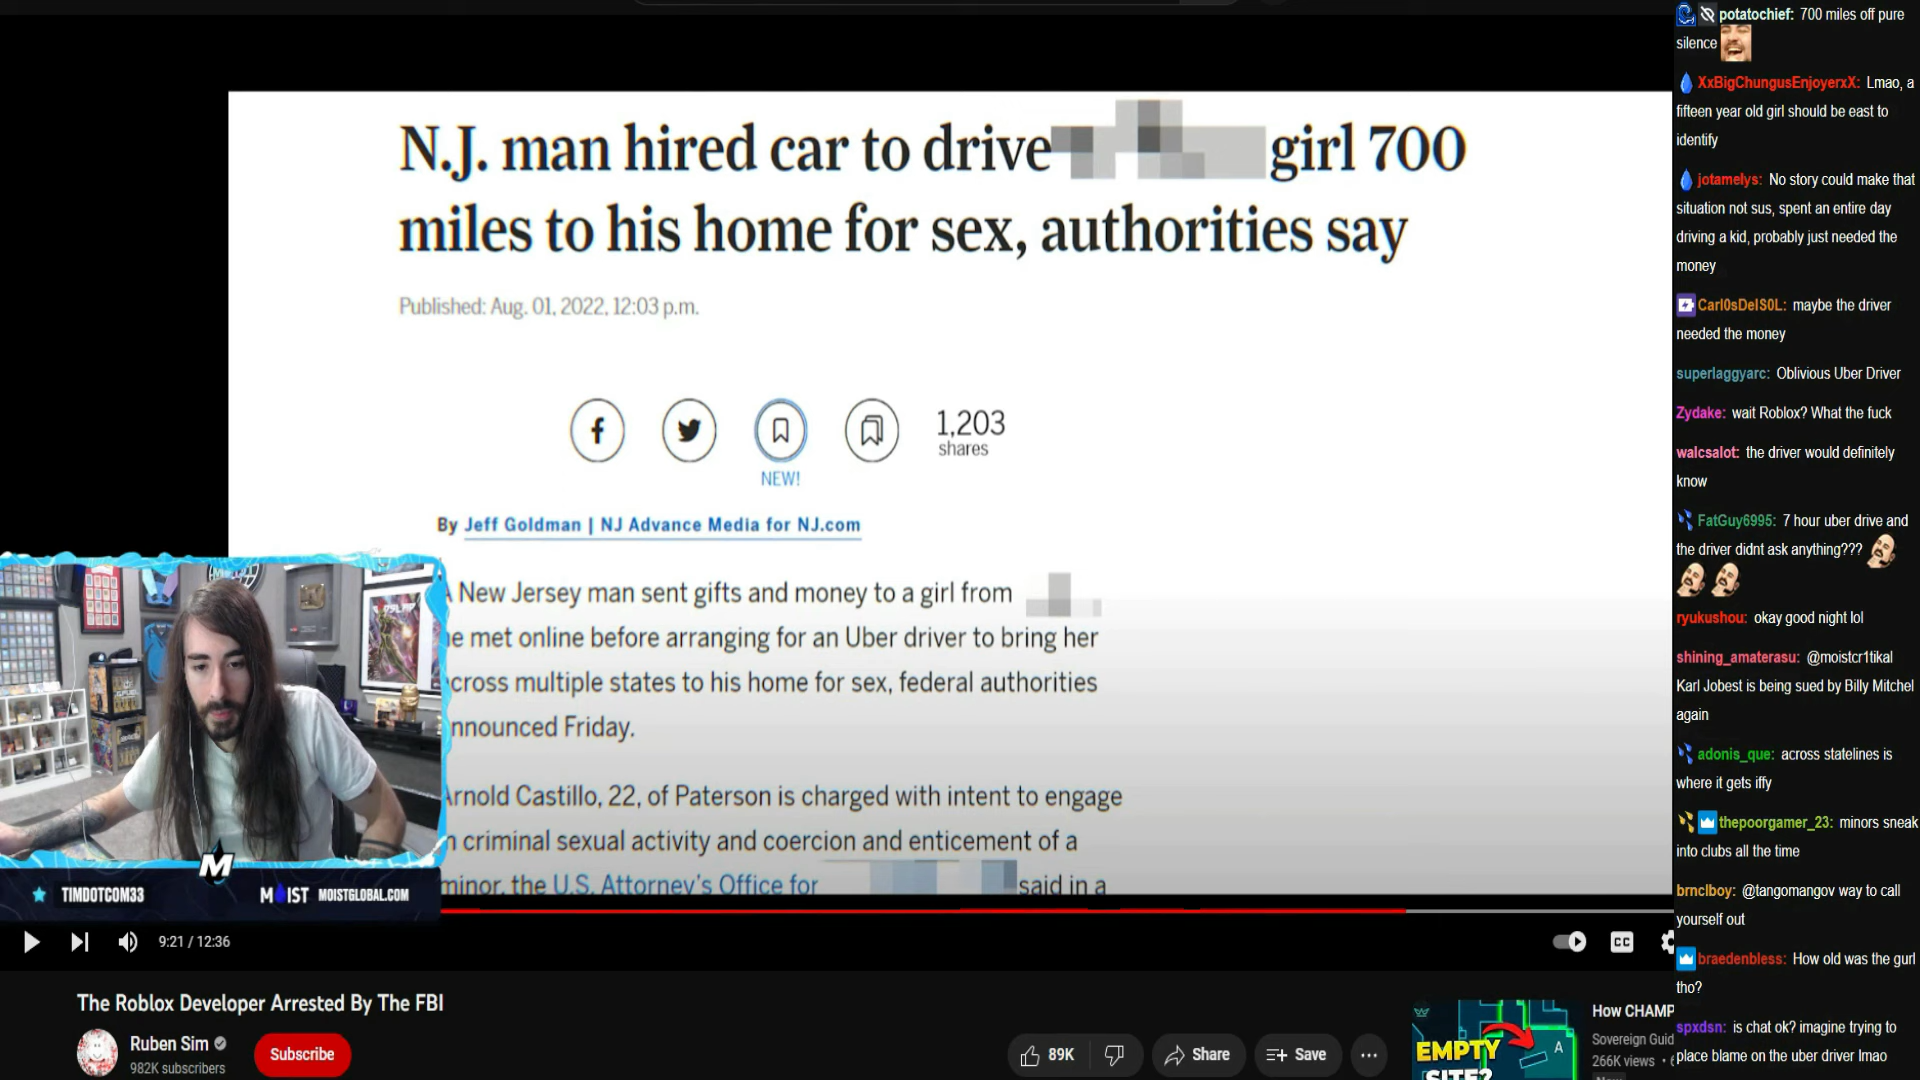 N.J. man hired car to drive girl 700
miles to his home for sex, authorities say
Published: Aug. 01, 2022, 12:03 p.m.
1,203
shares
NEW!
By Jeff Goldman | NJ Advance Media for NJ.com
New Jersey man sent gifts and money to a girl from
he met online before arranging for an Uber driver to bring her
cross multiple states to his home for sex, federal authorities
nnounced Friday.
Arnold Castillo, 22, of Paterson is charged with intent to engage
criminal sexual activity and coercion and enticement of a
minor, the U.S. Attorney's Office for said in a
M
TIMDOTCOM33
MOIST MOISTGLOBAL.COM
9:21 / 12:36
CC
The Roblox Developer Arrested By The FBI
Ruben Sim
982K subscribers
Subscribe
89K
Share
Save
EMPTY
SITE?
A
How CHAMP
Sovereign Guid
266K views
potatochief: 700 miles off pure
silence
XxBigChungusEnjoyerxX: Lmao, a
fifteen year old girl should be east to
identify
jotamelys: No story could make that
situation not sus, spent an entire day
driving a kid, probably just needed the
money
Carl0sDelS0L: maybe the driver
needed the money
superlaggyarc: Oblivious Uber Driver
Zydake: wait Roblox? What the fuck
walcsalot: the driver would definitely
know
FatGuy6995: 7 hour uber drive and
the driver didnt ask anything???
ryukushou: okay good night lol
shining_amaterasu: @moistcr1tikal
Karl Jobest is being sued by Billy Mitchel
again
adonis_que: across statelines is
where it gets iffy
thepoorgamer_23: minors sneak
into clubs all the time
brnclboy: @tangomangov way to call
yourself out
braedenbless: How old was the gurl
tho?
spxdsn: is chat ok? imagine trying to
place blame on the uber driver lmao